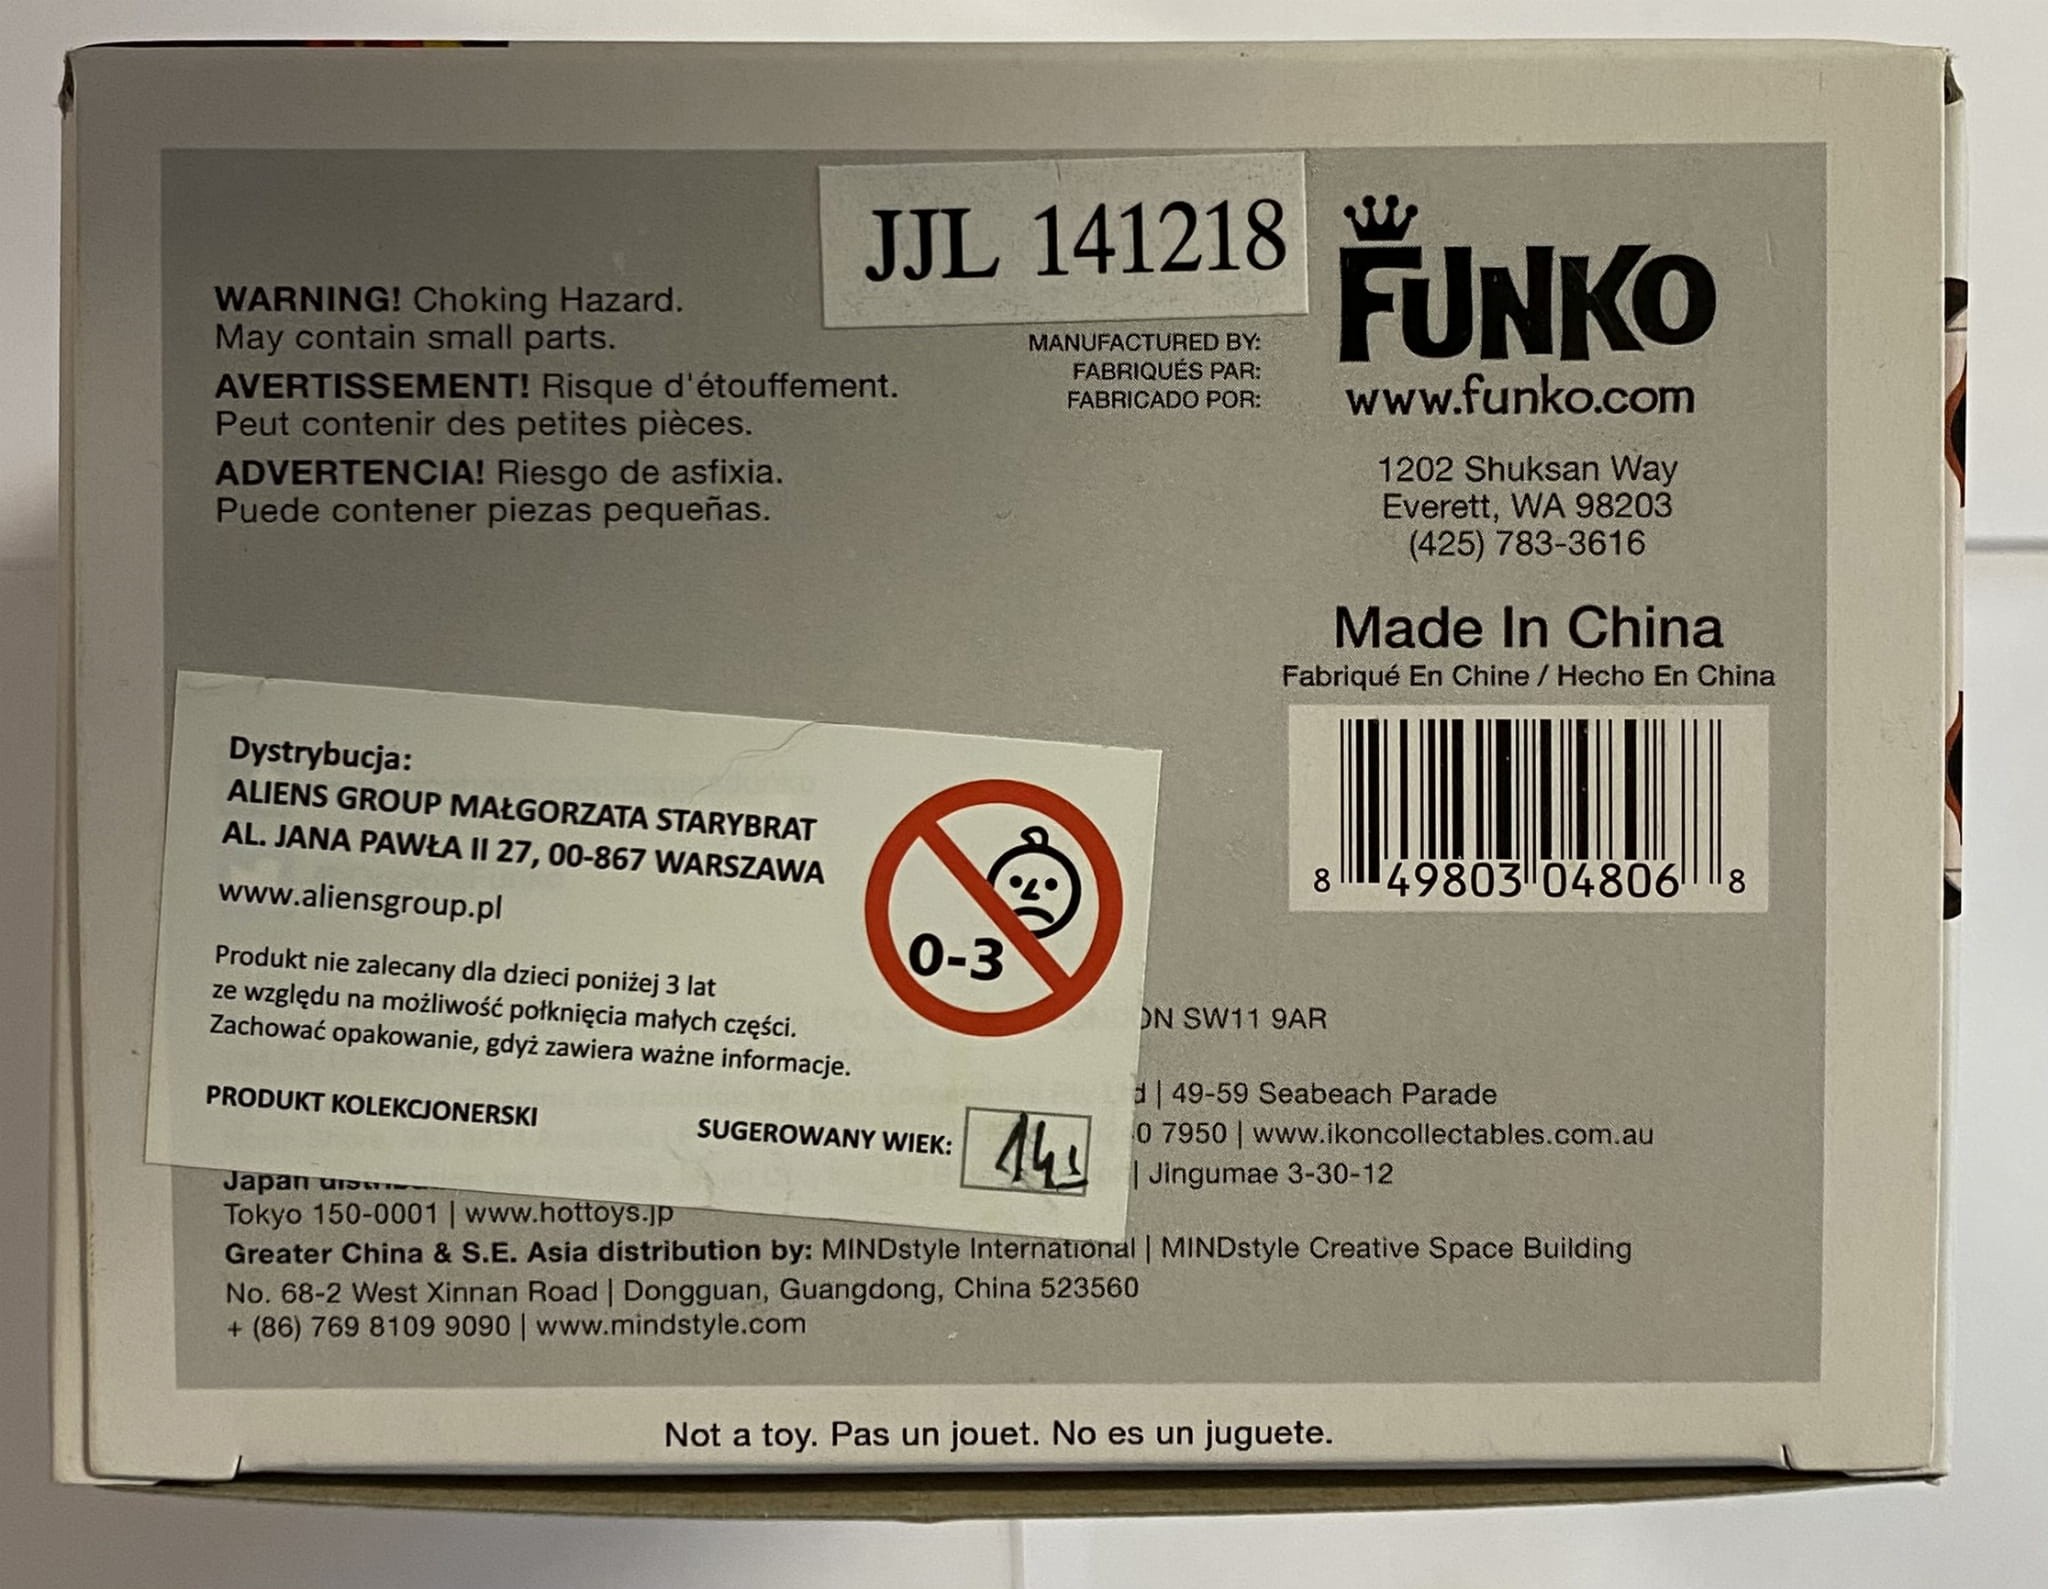 JJL 141218
WARNING! Choking Hazard.
May contain small parts.
AVERTISSEMENT! Risque d'étouffement.
Peut contenir des petites pièces.
ADVERTENCIA! Riesgo de asfixia.
Puede contener piezas pequeñas.
MANUFACTURED BY:
FABRIQUÉS PAR:
FABRICADO POR:
FUNKO
www.funko.com
1202 Shuksan Way
Everett, WA 98203
(425) 783-3616
Made In China
Fabriqué En Chine / Hecho En China
8 49803 04806 8
Dystrybucja:
ALIENS GROUP MAŁGORZATA STARYBRAT
AL. JANA PAWŁA II 27, 00-867 WARSZAWA
www.aliensgroup.pl
0-3
Produkt nie zalecany dla dzieci poniżej 3 lat
ze względu na możliwość połknięcia małych części.
Zachować opakowanie, gdyż zawiera ważne informacje.
PRODUKT KOLEKCJONERSKI
SUGEROWANY WIEK:
SW11 9AR
| 49-59 Seabeach Parade
7950 | www.ikoncollectables.com.au
| Jingumae 3-30-12
Japan
Tokyo 150-0001 | www.hottoys.jp
Greater China & S.E. Asia distribution by: MINDstyle International | MINDstyle Creative Space Building
No. 68-2 West Xinnan Road | Dongguan, Guangdong, China 523560
+ (86) 769 8109 9090 | www.mindstyle.com
Not a toy. Pas un jouet. No es un juguete.